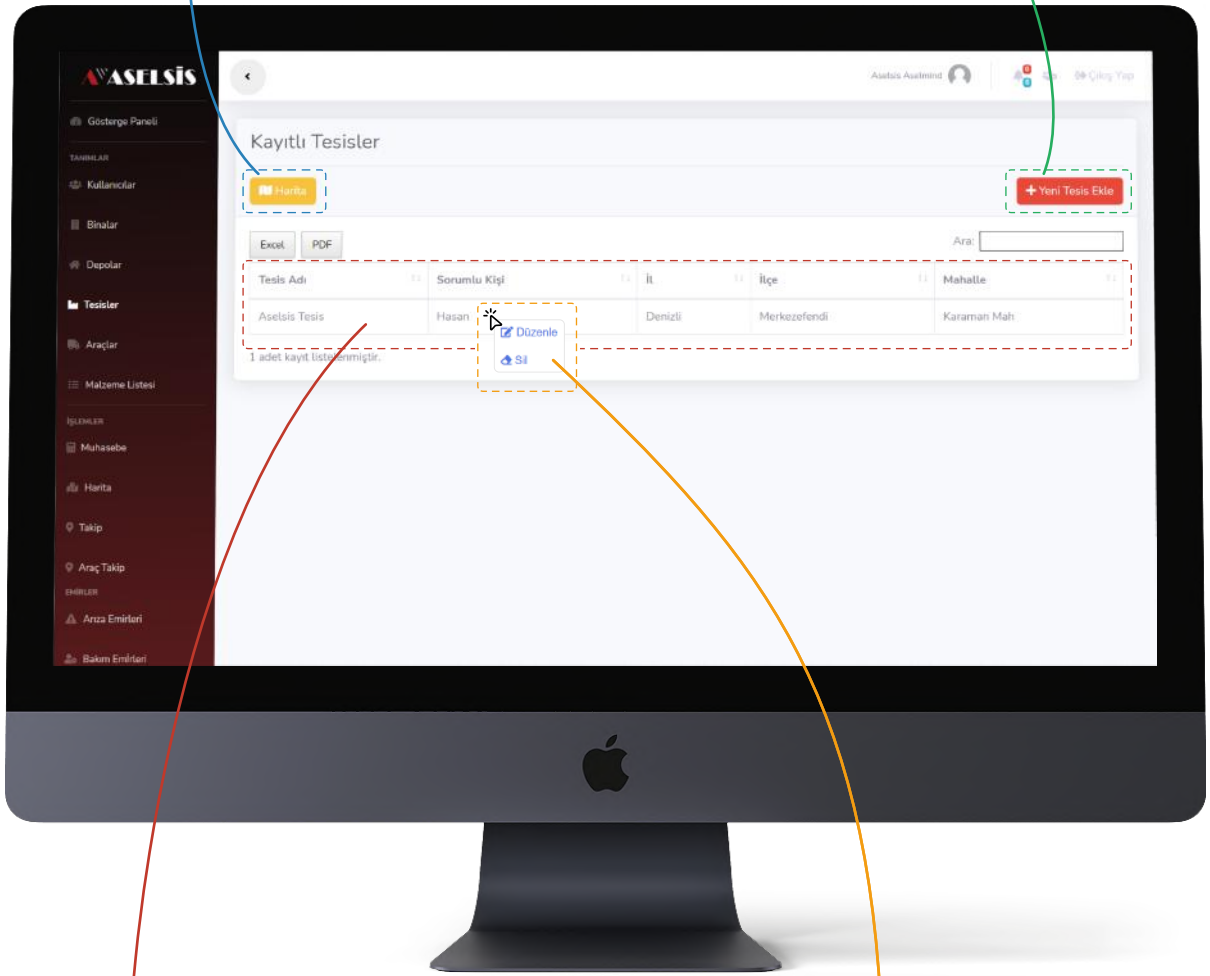 ASELSİS
Aselsis Aselmind
Çıkış Yap
Gösterge Paneli
TANIMLAR
Kullanıcılar
Binalar
Depolar
Tesisler
Araçlar
Malzeme Listesi
İŞLEMLER
Muhasebe
Harita
Takip
Araç Takip
EMİRLER
Arıza Emirleri
Bakım Emirleri
Kayıtlı Tesisler
Harita
Yeni Tesis Ekle
Excel PDF
Ara:
Tesis Adı Sorumlu Kişi İl İlçe Mahalle
Aselsis Tesis Hasan Denizli Merkezefendi Karaman Mah
Düzenle
Sil
1 adet kayıt listelenmiştir.